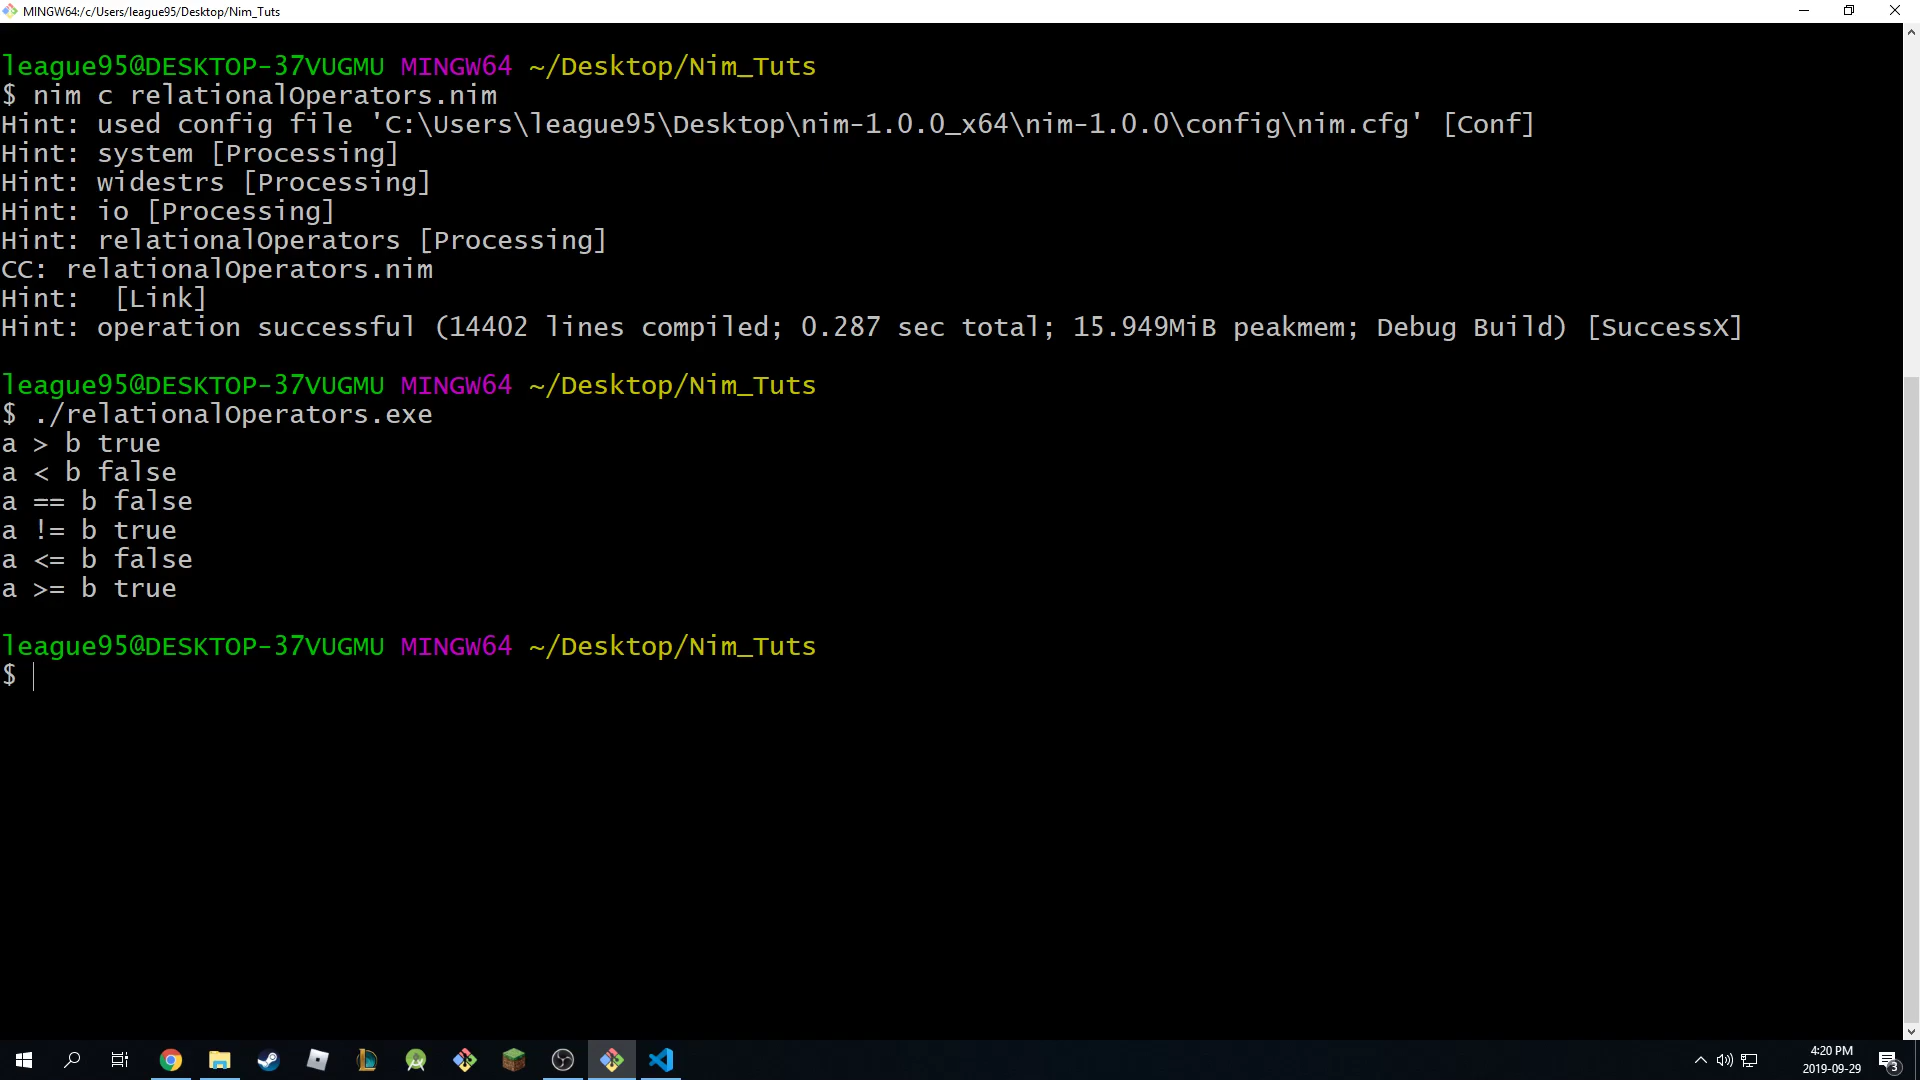 MINGW64:/c/Users/league95/Desktop/Nim_Tuts
league95@DESKTOP-37VUGMU MINGW64 ~/Desktop/Nim_Tuts
$ nim c relationalOperators.nim
Hint: used config file 'C:\Users\league95\Desktop\nim-1.0.0_x64\nim-1.0.0\config\nim.cfg' [Conf]
Hint: system [Processing]
Hint: widestrs [Processing]
Hint: io [Processing]
Hint: relationalOperators [Processing]
CC: relationalOperators.nim
Hint:  [Link]
Hint: operation successful (14402 lines compiled; 0.287 sec total; 15.949MiB peakmem; Debug Build) [SuccessX]
league95@DESKTOP-37VUGMU MINGW64 ~/Desktop/Nim_Tuts
$ ./relationalOperators.exe
a > b true
a < b false
a == b false
a != b true
a <= b false
a >= b true
league95@DESKTOP-37VUGMU MINGW64 ~/Desktop/Nim_Tuts
$
4:20 PM
2019-09-29
3